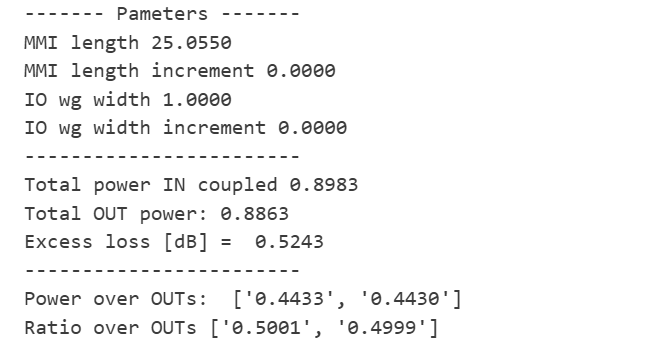 ------- Pameters -------
MMI length 25.0550
MMI length increment 0.0000
IO wg width 1.0000
IO wg width increment 0.0000
------------------------
Total power IN coupled 0.8983
Total OUT power: 0.8863
Excess loss [dB] =  0.5243
------------------------
Power over OUTs:  ['0.4433', '0.4430']
Ratio over OUTs ['0.5001', '0.4999']